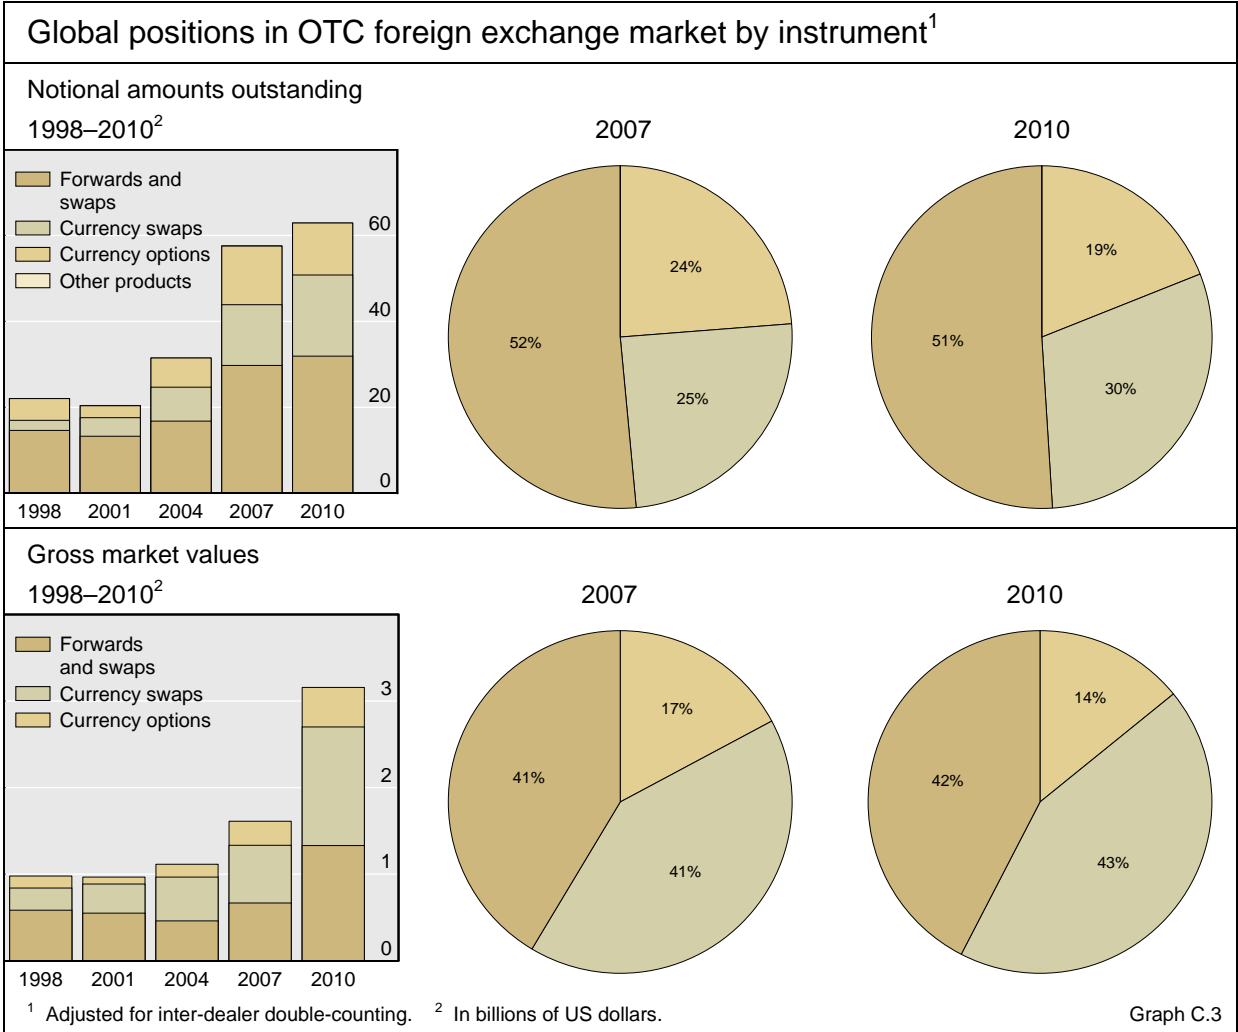 Global positions in OTC foreign exchange market by instrument1
Notional amounts outstanding
1998–20102
2007
2010
Forwards and
swaps
Currency swaps
Currency options
Other products
60
40
20
0
1998 2001 2004 2007 2010
24%
52%
25%
19%
51%
30%
Gross market values
1998–20102
2007
2010
Forwards
and swaps
Currency swaps
Currency options
3
2
1
0
1998 2001 2004 2007 2010
17%
41%
41%
14%
42%
43%
1 Adjusted for inter-dealer double-counting. 2 In billions of US dollars. Graph C.3